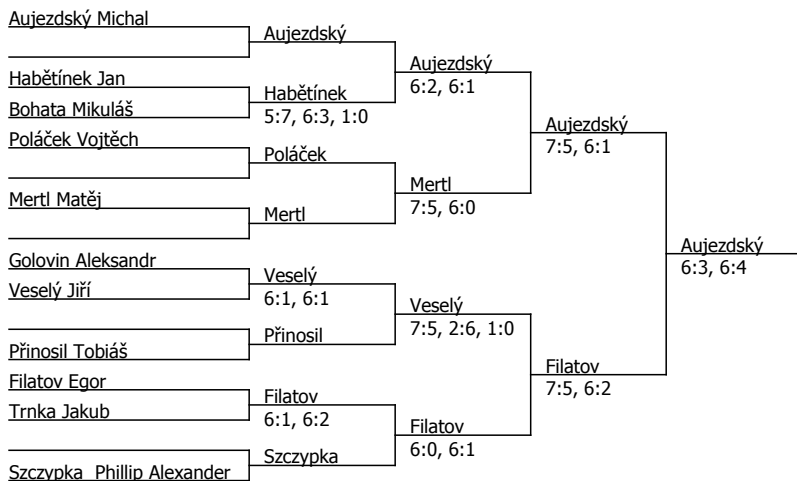 Aujezdský Michal
Habětínek Jan
Bohata Mikuláš
Poláček Vojtěch
Mertl Matěj
Golovin Aleksandr
Veselý Jiří
Přinosil Tobiáš
Filatov Egor
Trnka Jakub
Szczypka Phillip Alexander
Aujezdský
Habětínek
5:7, 6:3, 1:0
Poláček
Mertl
Veselý
6:1, 6:1
Přinosil
Filatov
6:1, 6:2
Szczypka
Aujezdský
6:2, 6:1
Mertl
7:5, 6:0
Veselý
7:5, 2:6, 1:0
Filatov
6:0, 6:1
Aujezdský
7:5, 6:1
Filatov
7:5, 6:2
Aujezdský
6:3, 6:4